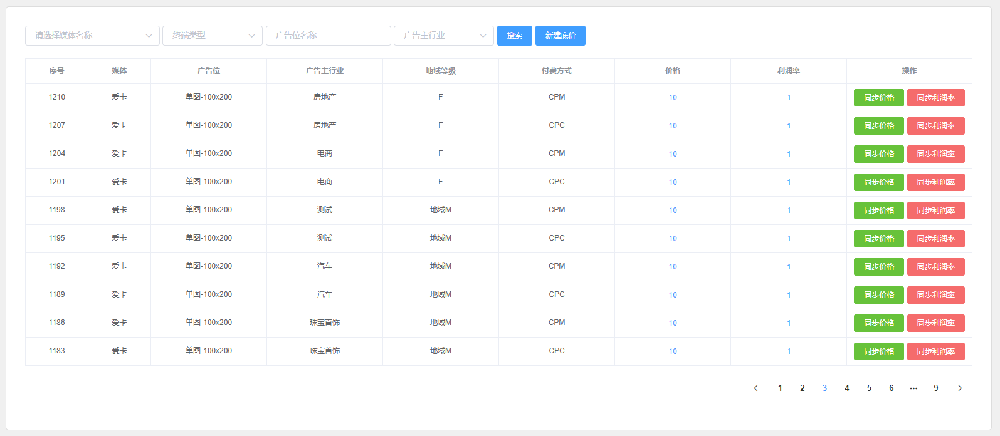 请选择媒体名称 终端类型 广告位名称 广告主行业 搜索 新建底价
序号 媒体 广告位 广告主行业 地域等级 付费方式 价格 利润率 操作
1210 爱卡 单图-100x200 房地产 F CPM 10 1 同步价格 同步利润率
1207 爱卡 单图-100x200 房地产 F CPC 10 1 同步价格 同步利润率
1204 爱卡 单图-100x200 电商 F CPM 10 1 同步价格 同步利润率
1201 爱卡 单图-100x200 电商 F CPC 10 1 同步价格 同步利润率
1198 爱卡 单图-100x200 测试 地域M CPM 10 1 同步价格 同步利润率
1195 爱卡 单图-100x200 测试 地域M CPC 10 1 同步价格 同步利润率
1192 爱卡 单图-100x200 汽车 地域M CPM 10 1 同步价格 同步利润率
1189 爱卡 单图-100x200 汽车 地域M CPC 10 1 同步价格 同步利润率
1186 爱卡 单图-100x200 珠宝首饰 地域M CPM 10 1 同步价格 同步利润率
1183 爱卡 单图-100x200 珠宝首饰 地域M CPC 10 1 同步价格 同步利润率
1 2 3 4 5 6 ··· 9